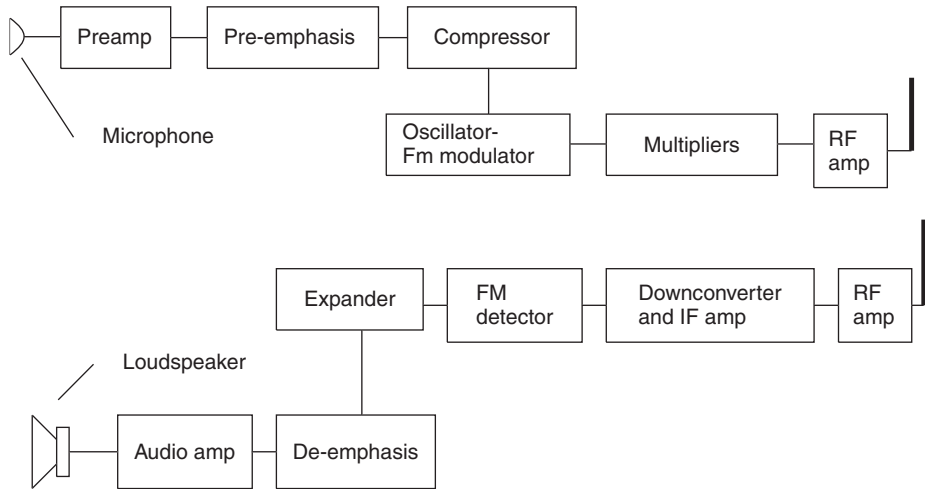 Preamp
Pre-emphasis
Compressor
Microphone
Oscillator-
Fm modulator
Multipliers
RF
amp
Expander
FM
detector
Downconverter
and IF amp
RF
amp
Loudspeaker
Audio amp
De-emphasis